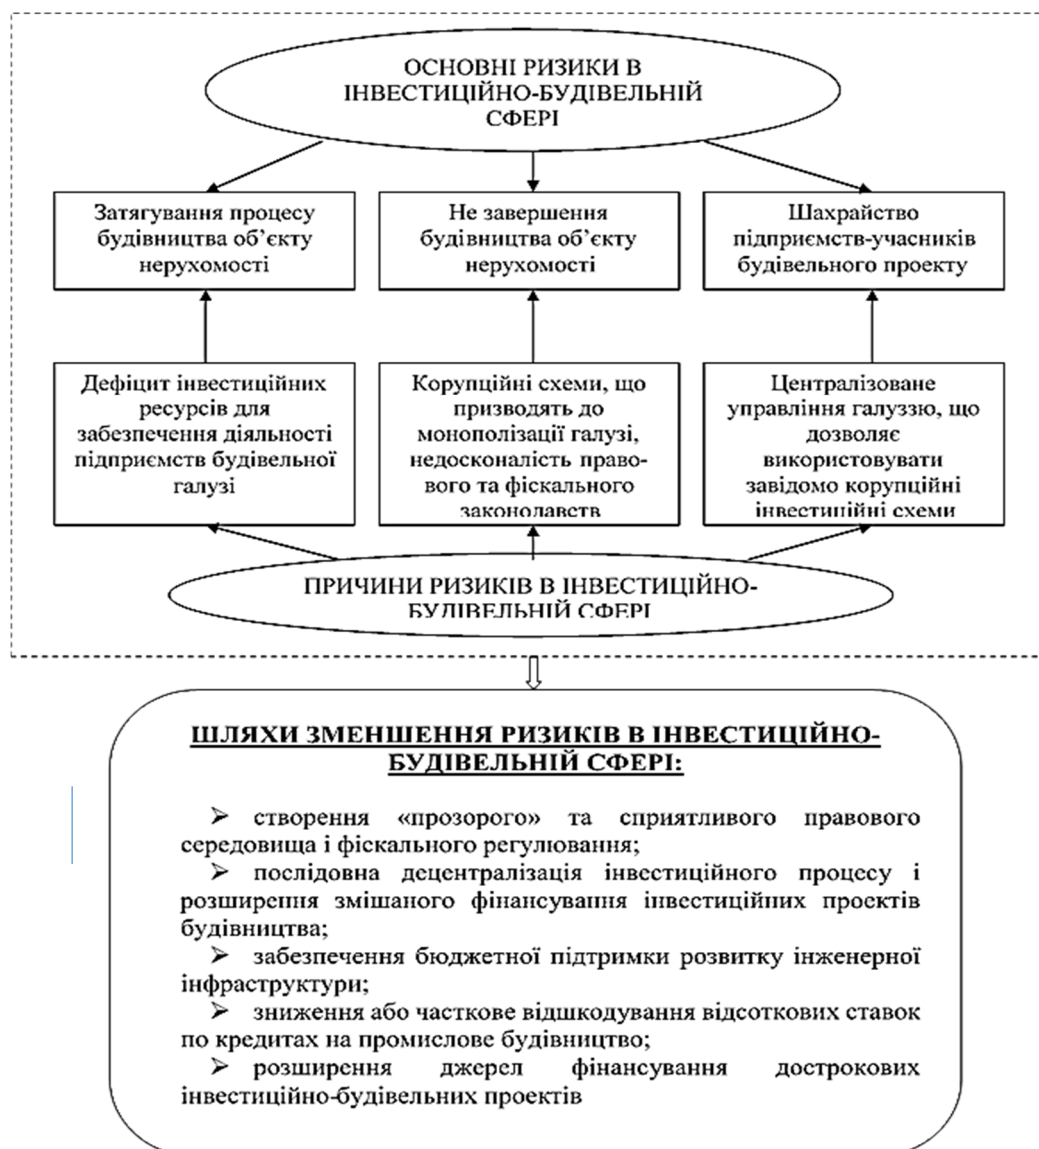 ОСНОВНІ РИЗИКИ В
ІНВЕСТИЦІЙНО-БУДІВЕЛЬНІЙ
СФЕРІ
Затягування процесу
будівництва об’єкту
нерухомості
Не завершення
будівництва об’єкту
нерухомості
Шахрайство
підприємств-учасників
будівельного проекту
Дефіцит інвестиційних
ресурсів для
забезпечення діяльності
підприємств будівельної
галузі
Корупційні схеми, що
призводять до
монополізації галузі,
недосконалість право-
вого та фіскального
законодавств
Централізоване
управління галуззю, що
дозволяє
використовувати
завідомо корупційні
інвестиційні схеми
ПРИЧИНИ РИЗИКІВ В ІНВЕСТИЦІЙНО-
БУДІВЕЛЬНІЙ СФЕРІ
ШЛЯХИ ЗМЕНШЕННЯ РИЗИКІВ В ІНВЕСТИЦІЙНО-
БУДІВЕЛЬНІЙ СФЕРІ:
➢ створення «прозорого» та сприятливого правового
середовища і фіскального регулювання;
➢ послідовна децентралізація інвестиційного процесу і
розширення змішаного фінансування інвестиційних проектів
будівництва;
➢ забезпечення бюджетної підтримки розвитку інженерної
інфраструктури;
➢ зниження або часткове відшкодування відсоткових ставок
по кредитах на промислове будівництво;
➢ розширення джерел фінансування дострокових
інвестиційно-будівельних проектів